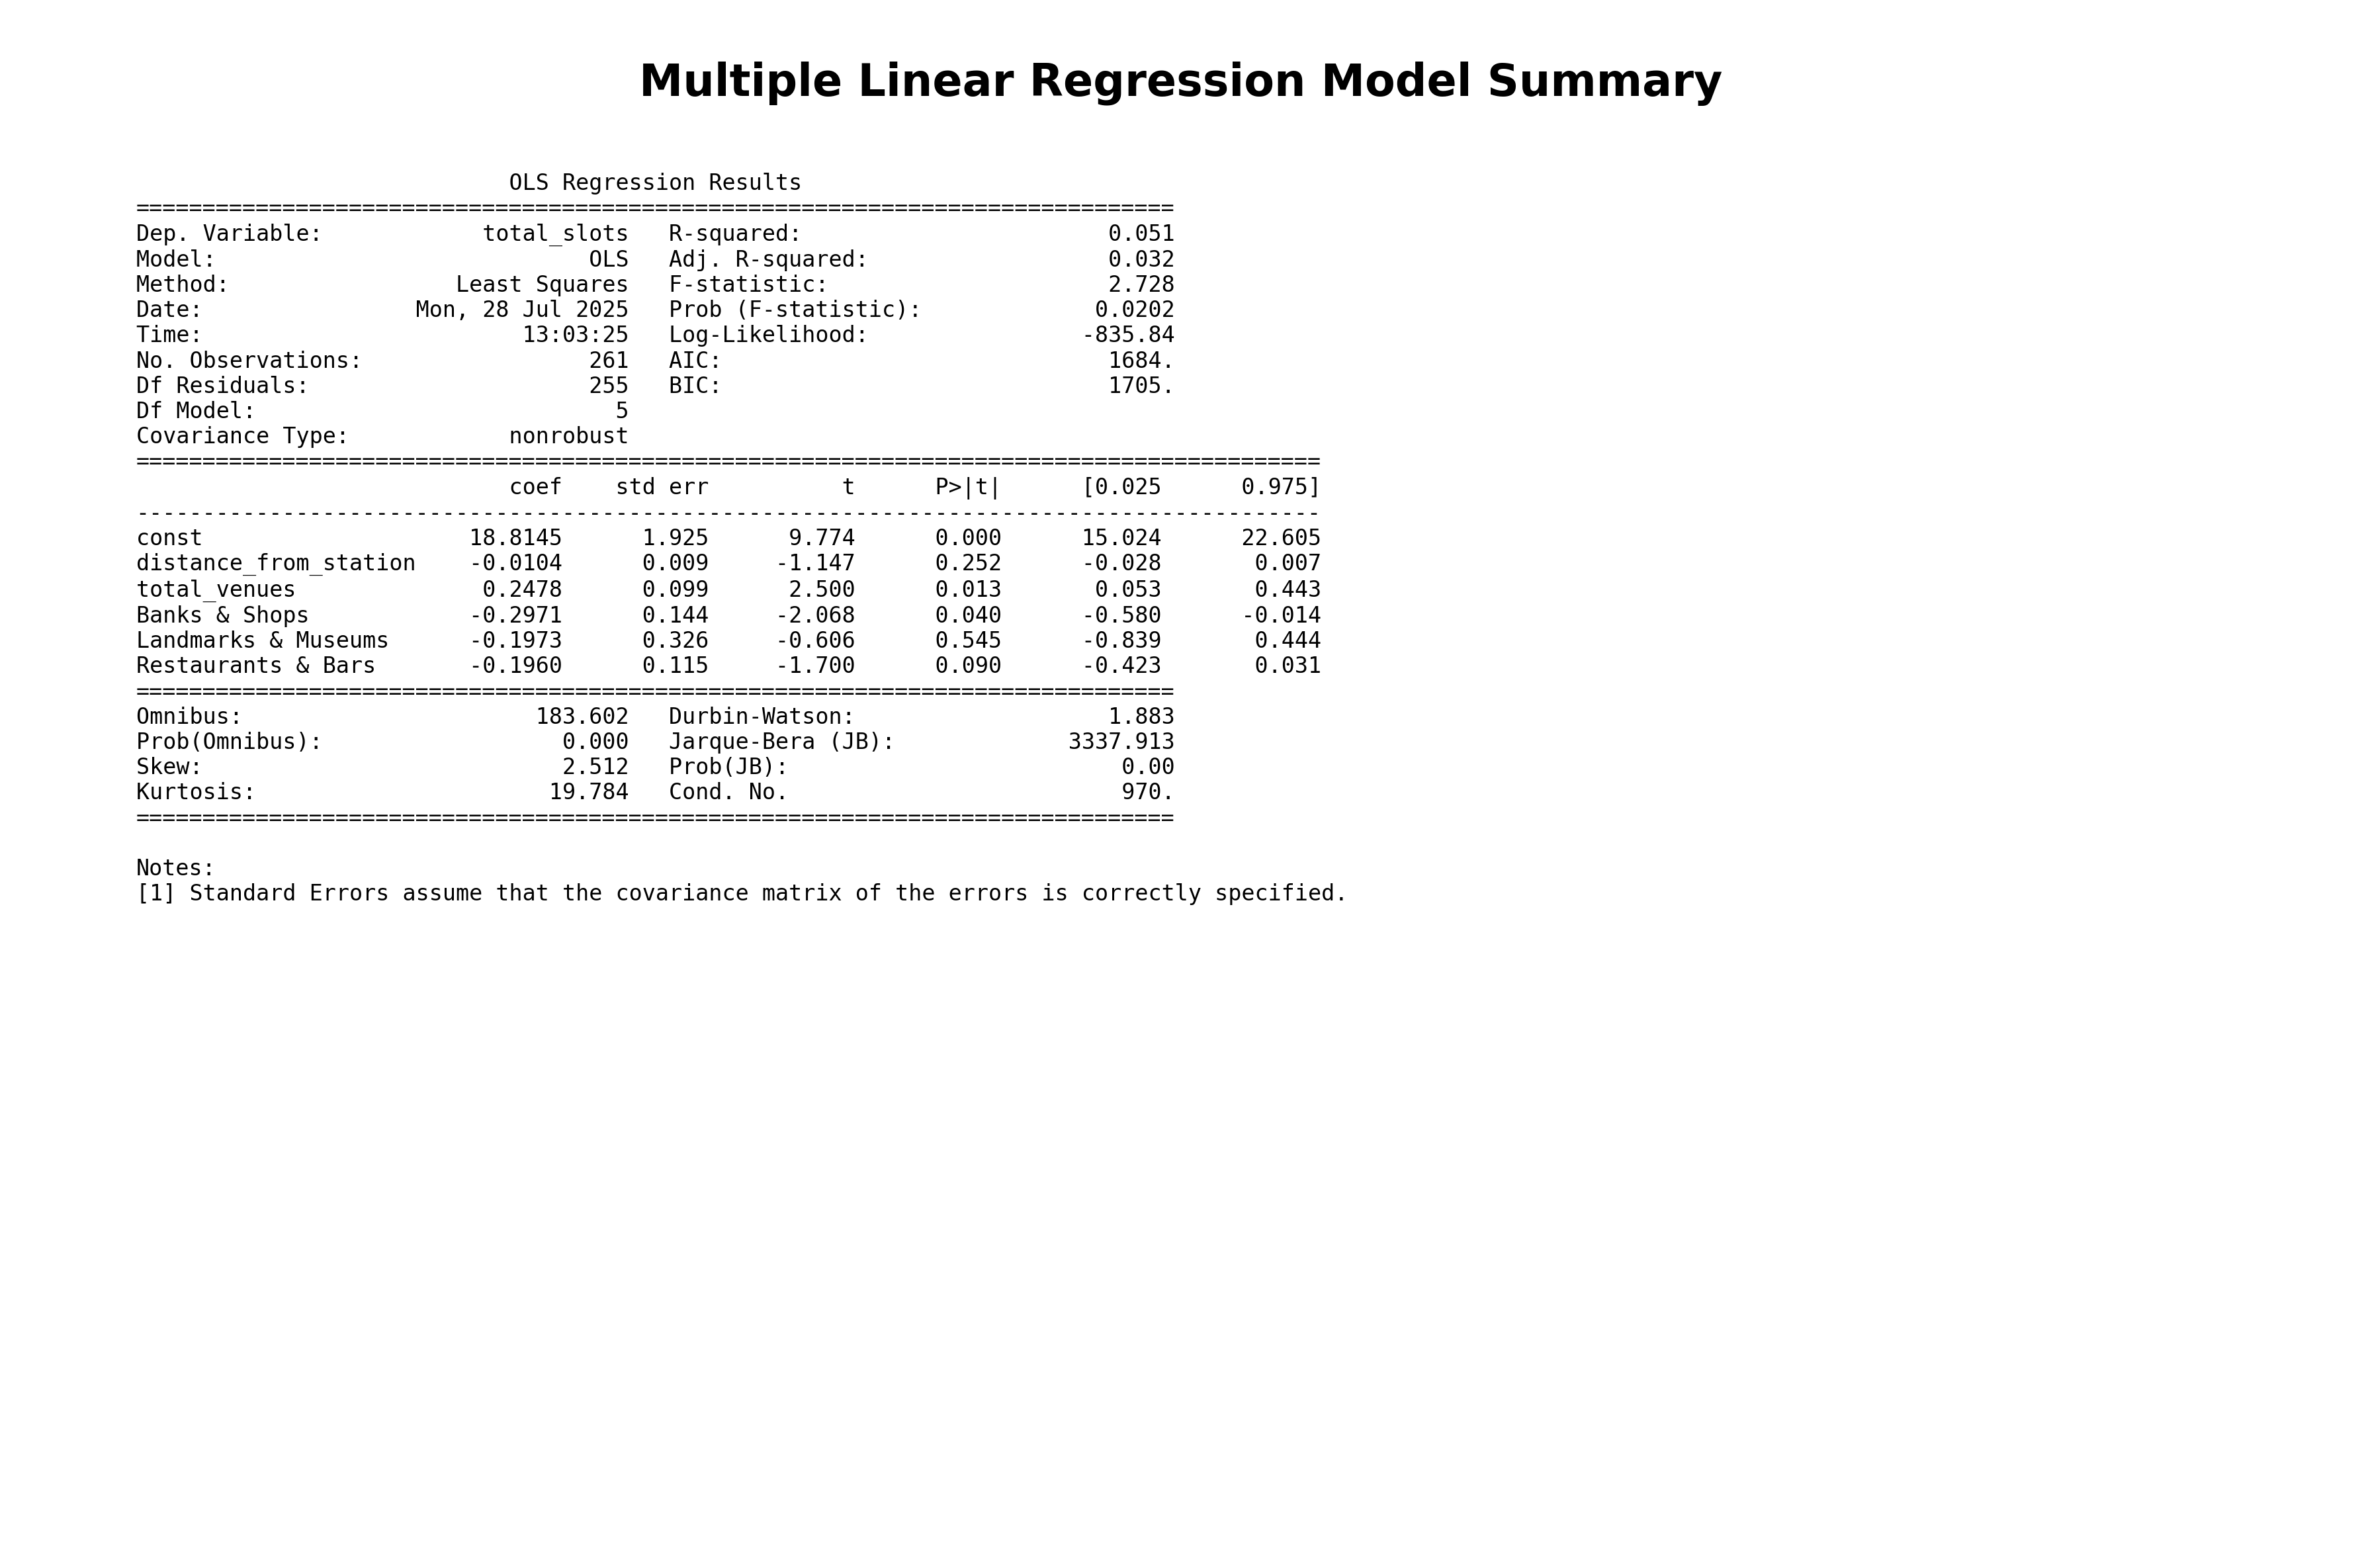 Multiple Linear Regression Model Summary
OLS Regression Results
==============================================================================
Dep. Variable:            total_slots   R-squared:                       0.051
Model:                            OLS   Adj. R-squared:                  0.032
Method:                 Least Squares   F-statistic:                     2.728
Date:                Mon, 28 Jul 2025   Prob (F-statistic):             0.0202
Time:                        13:03:25   Log-Likelihood:                -835.84
No. Observations:                 261   AIC:                             1684.
Df Residuals:                     255   BIC:                             1705.
Df Model:                           5
Covariance Type:            nonrobust
=========================================================================================
                            coef    std err          t      P>|t|      [0.025      0.975]
-----------------------------------------------------------------------------------------
const                    18.8145      1.925      9.774      0.000      15.024      22.605
distance_from_station    -0.0104      0.009     -1.147      0.252      -0.028       0.007
total_venues              0.2478      0.099      2.500      0.013       0.053       0.443
Banks & Shops            -0.2971      0.144     -2.068      0.040      -0.580      -0.014
Landmarks & Museums      -0.1973      0.326     -0.606      0.545      -0.839       0.444
Restaurants & Bars       -0.1960      0.115     -1.700      0.090      -0.423       0.031
==============================================================================
Omnibus:                      183.602   Durbin-Watson:                   1.883
Prob(Omnibus):                  0.000   Jarque-Bera (JB):             3337.913
Skew:                           2.512   Prob(JB):                         0.00
Kurtosis:                      19.784   Cond. No.                         970.
==============================================================================
Notes:
[1] Standard Errors assume that the covariance matrix of the errors is correctly specified.